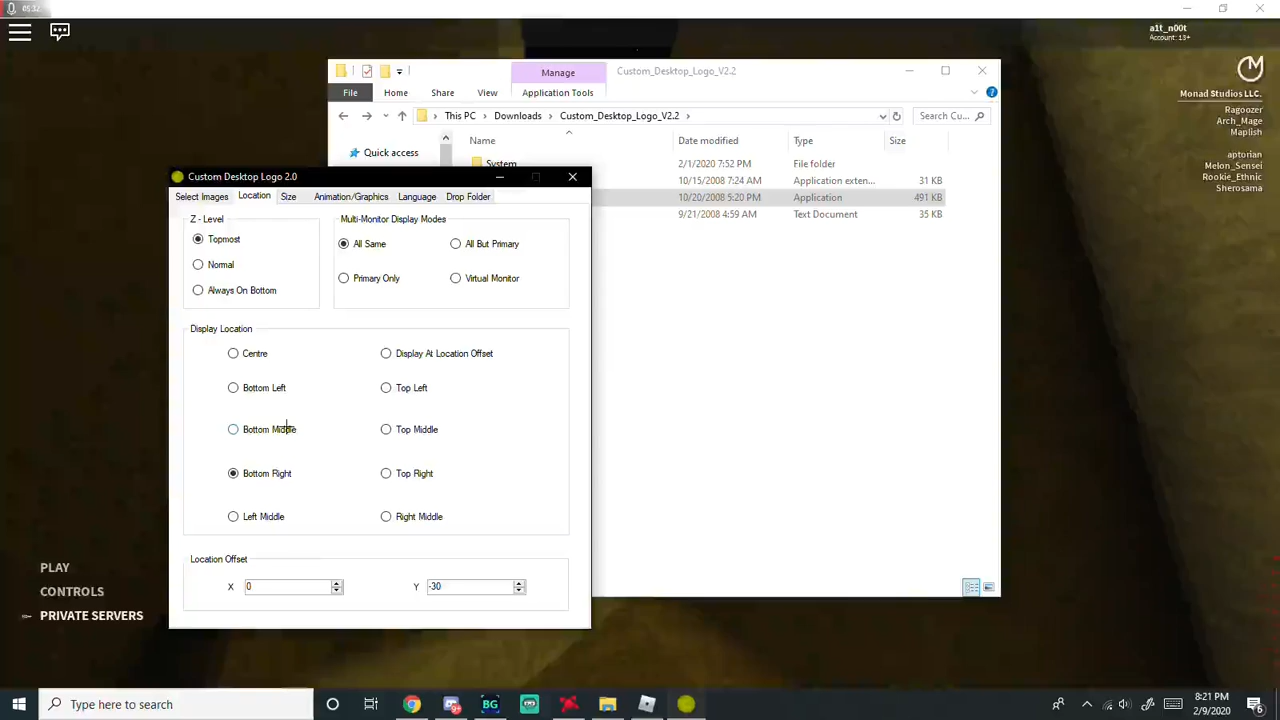 05:12
a1t_n00t
Account: 13+
Monad Studios LLC.
Ragoozer
Arch_Mage
Maplish
aptorian
Melon_Sensei
Rookie_Ethnic
Sherosama
Manage
Custom_Desktop_Logo_V2.2
File
Home
Share
View
Application Tools
This PC > Downloads > Custom_Desktop_Logo_V2.2 >
Search Cu...
Quick access
Name
Date modified
Type
Size
System
2/1/2020 7:52 PM
File folder
10/15/2008 7:24 AM
Application exten...
31 KB
10/20/2008 5:20 PM
Application
491 KB
9/21/2008 4:59 AM
Text Document
35 KB
Custom Desktop Logo 2.0
Select Images
Location
Size
Animation/Graphics
Language
Drop Folder
Z - Level
Topmost
Normal
Always On Bottom
Multi-Monitor Display Modes
All Same
All But Primary
Primary Only
Virtual Monitor
Display Location
Centre
Display At Location Offset
Bottom Left
Top Left
Bottom Middle
Top Middle
Bottom Right
Top Right
Left Middle
Right Middle
Location Offset
X
0
Y
-30
PLAY
CONTROLS
PRIVATE SERVERS
Type here to search
BG
8:21 PM
2/9/2020
6